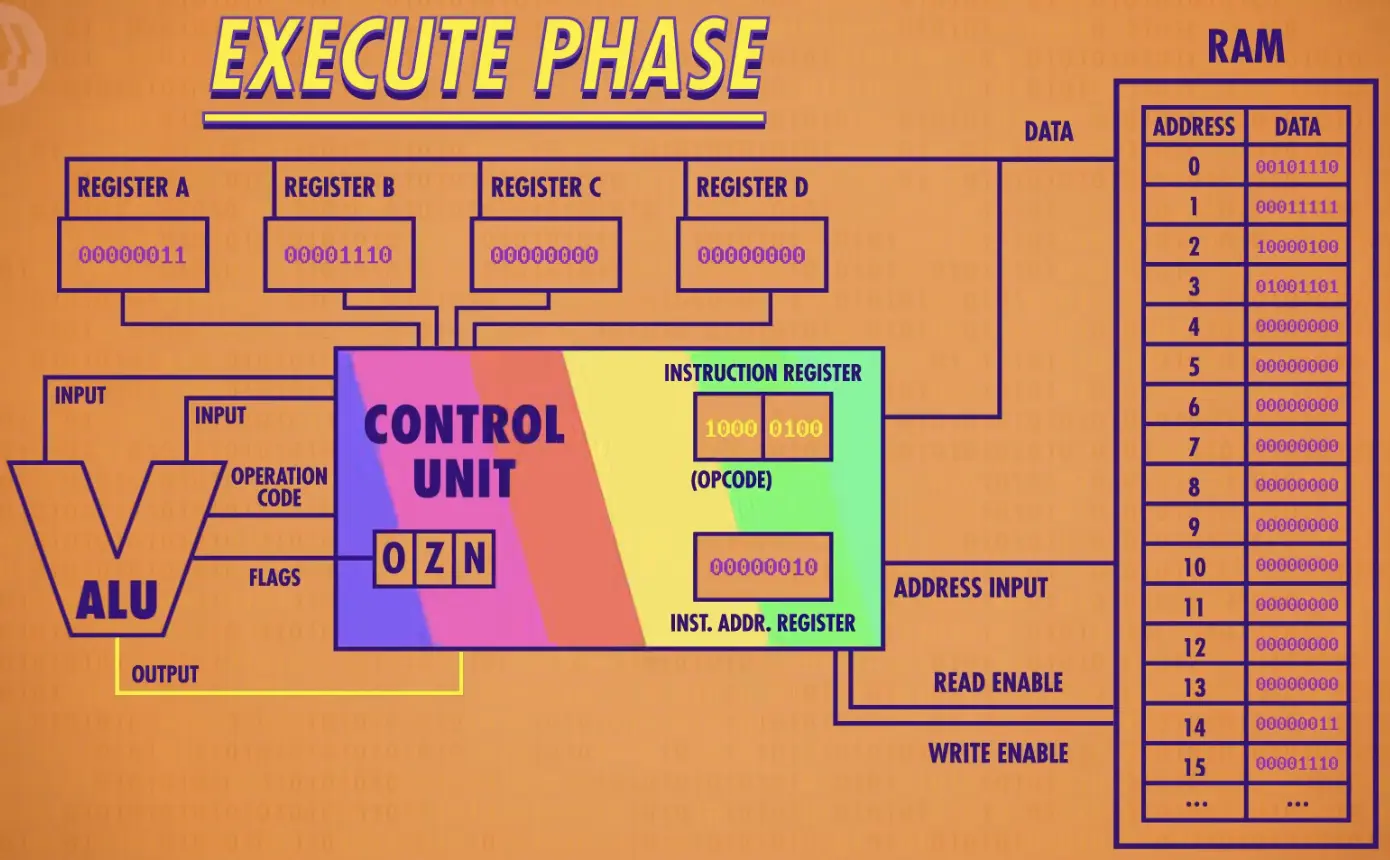 EXECUTE PHASE
RAM
DATA
ADDRESS DATA
0 00101110
1 00011111
2 10000100
3 01001101
4 00000000
5 00000000
6 00000000
7 00000000
8 00000000
9 00000000
10 00000000
11 00000000
12 00000000
13 00000000
14 00000011
15 00001110
... ...
REGISTER A
00000011
REGISTER B
00001110
REGISTER C
00000000
REGISTER D
00000000
INPUT
INPUT
OPERATION
CODE
FLAGS
ALU
OUTPUT
CONTROL
UNIT
O Z N
INSTRUCTION REGISTER
1000 0100
(OPCODE)
00000010
INST. ADDR. REGISTER
ADDRESS INPUT
READ ENABLE
WRITE ENABLE